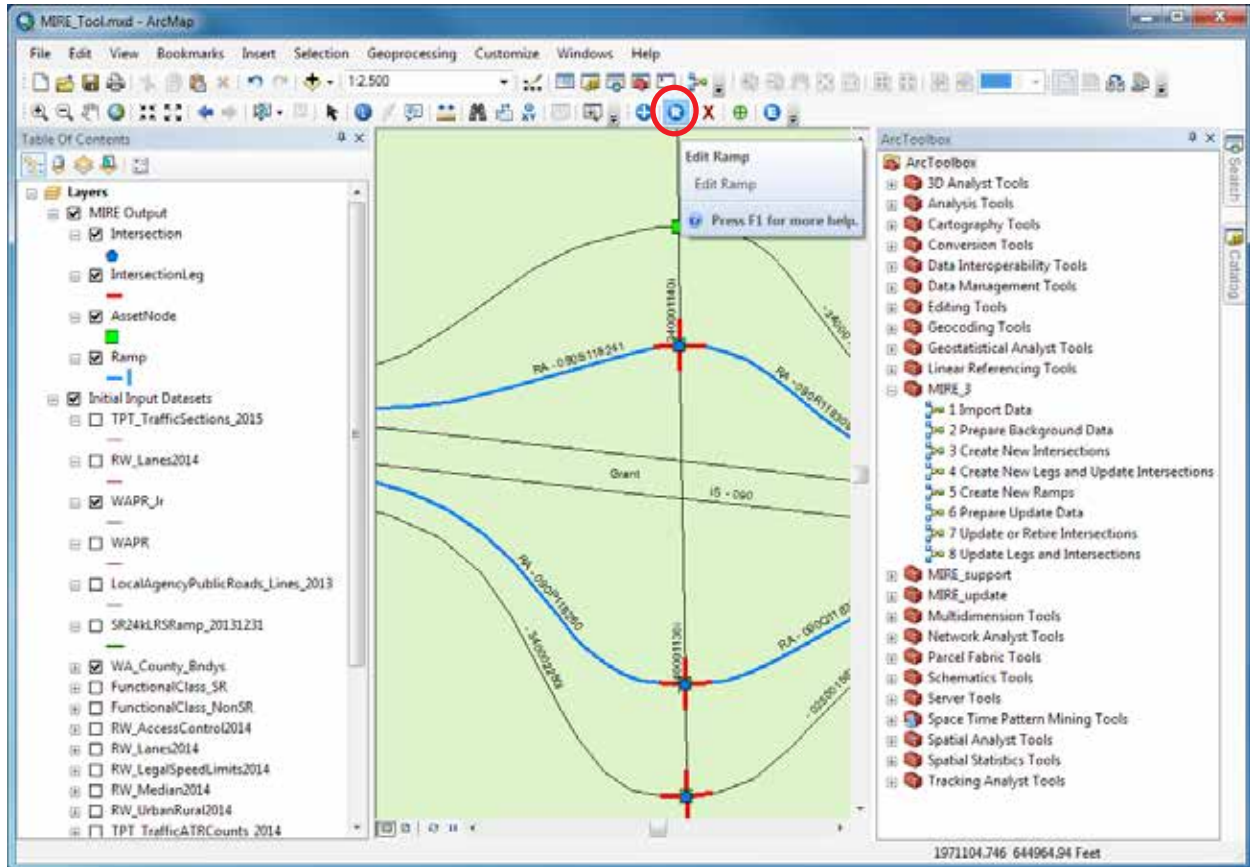 MIRE_Tool.mxd - ArcMap
File Edit View Bookmarks Insert Selection Geoprocessing Customize Windows Help
1:2,500
Table Of Contents
Layers
MIRE Output
Intersection
IntersectionLeg
AssetNode
Ramp
Initial Input Datasets
TPT_TrafficSections_2015
RW_Lanes2014
WAPR_Jr
WAPR
LocalAgencyPublicRoads_Lines_2013
SR24kLRSRamp_20131231
WA_County_Bndys
FunctionalClass_SR
FunctionalClass_NonSR
RW_AccessControl2014
RW_Lanes2014
RW_LegalSpeedLimits2014
RW_Median2014
RW_UrbanRural2014
TPT_TrafficATRCounts_2014
Edit Ramp
Edit Ramp
Press F1 for more help.
RA - 090S118241
Grant
IS - 090
RA - 090P118260
- 340002280i
ArcToolbox
ArcToolbox
3D Analyst Tools
Analysis Tools
Cartography Tools
Conversion Tools
Data Interoperability Tools
Data Management Tools
Editing Tools
Geocoding Tools
Geostatistical Analyst Tools
Linear Referencing Tools
MIRE_3
1 Import Data
2 Prepare Background Data
3 Create New Intersections
4 Create New Legs and Update Intersections
5 Create New Ramps
6 Prepare Update Data
7 Update or Retire Intersections
8 Update Legs and Intersections
MIRE_support
MIRE_update
Multidimension Tools
Network Analyst Tools
Parcel Fabric Tools
Schematics Tools
Server Tools
Space Time Pattern Mining Tools
Spatial Analyst Tools
Spatial Statistics Tools
Tracking Analyst Tools
Search
Catalog
1971104.746 644964.94 Feet